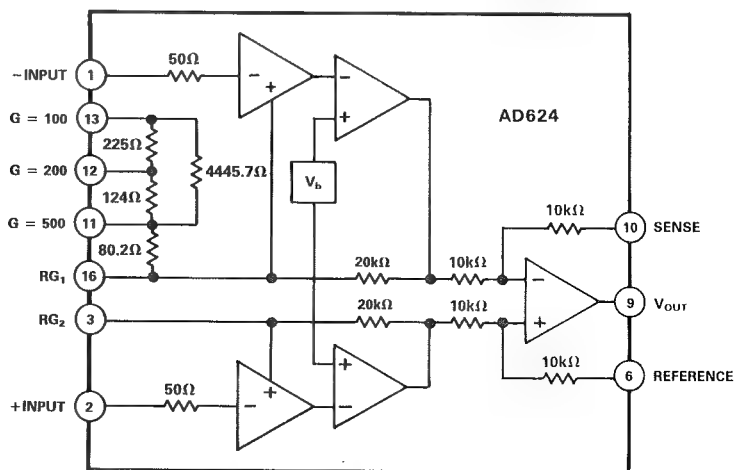 50Ω
−INPUT 1
G = 100 13
225Ω
AD624
G = 200 12
4445.7Ω
Vb
124Ω
G = 500 11
80.2Ω
10kΩ
10 SENSE
20kΩ 10kΩ
RG1 16
−
+
9 VOUT
RG2 3
20kΩ 10kΩ
10kΩ
6 REFERENCE
50Ω
+INPUT 2
−
+
−
+
−
+
+
−